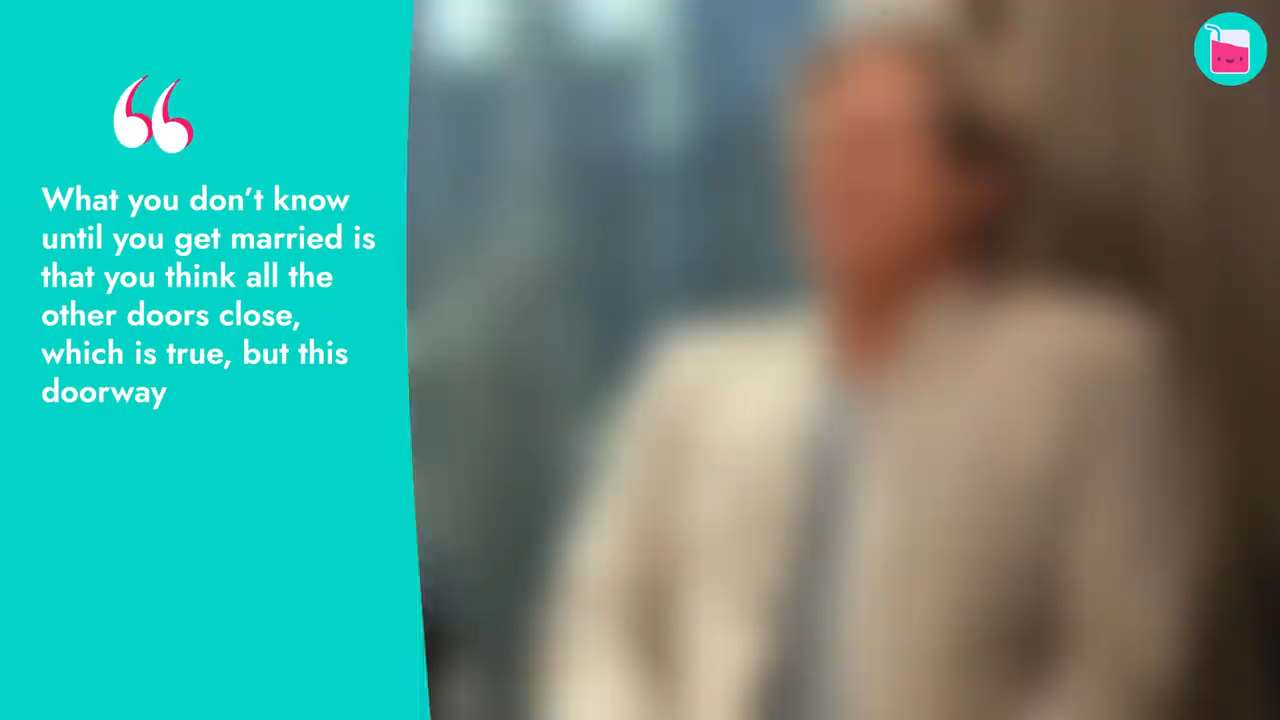 What you don’t know
until you get married is
that you think all the
other doors close,
which is true, but this
doorway